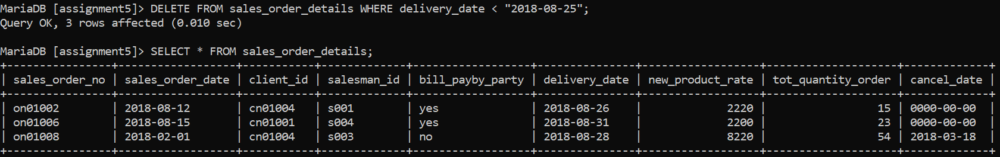 MariaDB [assignment5]> DELETE FROM sales_order_details WHERE delivery_date < "2018-08-25";
Query OK, 3 rows affected (0.010 sec)
MariaDB [assignment5]> SELECT * FROM sales_order_details;
+----------------+------------------+-----------+-------------+------------------+---------------+------------------+--------------------+-------------+
| sales_order_no | sales_order_date | client_id | salesman_id | bill_payby_party | delivery_date | new_product_rate | tot_quantity_order | cancel_date |
+----------------+------------------+-----------+-------------+------------------+---------------+------------------+--------------------+-------------+
| on01002        | 2018-08-12       | cn01004   | s001        | yes              | 2018-08-26    |             2220 |                 15 | 0000-00-00  |
| on01006        | 2018-08-15       | cn01001   | s004        | yes              | 2018-08-31    |             2200 |                 23 | 0000-00-00  |
| on01008        | 2018-02-01       | cn01004   | s003        | no               | 2018-08-28    |             8220 |                 54 | 2018-03-18  |
+----------------+------------------+-----------+-------------+------------------+---------------+------------------+--------------------+-------------+